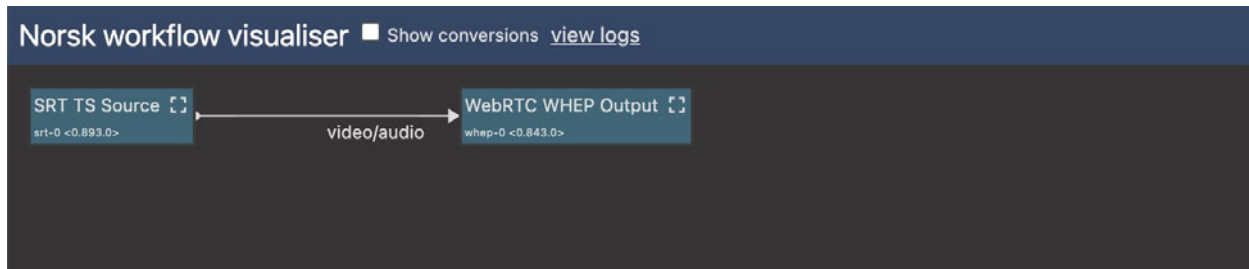 Norsk workflow visualiser Show conversions view logs
SRT TS Source
srt-0 <0.893.0>
video/audio
WebRTC WHEP Output
whep-0 <0.843.0>